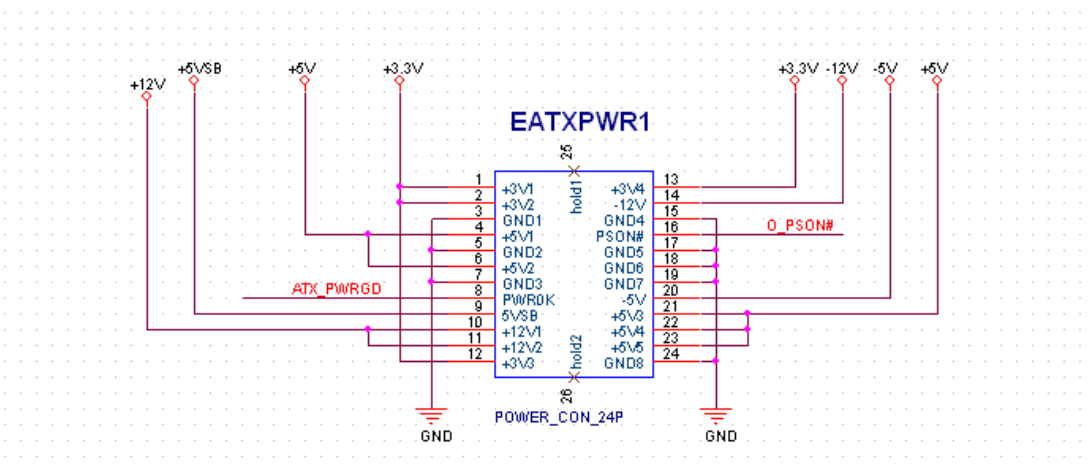 +12V +5VSB +5V +3.3V +3.3V -12V -5V +5V
EATXPWR1
25
hold1
1 +3V1 +3V4 13
2 +3V2 -12V 14
3 GND1 GND4 15
4 +5V1 PSON# 16 O_PSON#
5 GND2 GND5 17
6 +5V2 GND6 18
7 GND3 GND7 19
ATX_PWRGD 8 PWROK -5V 20
9 5VSB +5V3 21
10 +12V1 +5V4 22
11 +12V2 +5V5 23
12 +3V3 GND8 24
hold2
26
POWER_CON_24P
GND GND